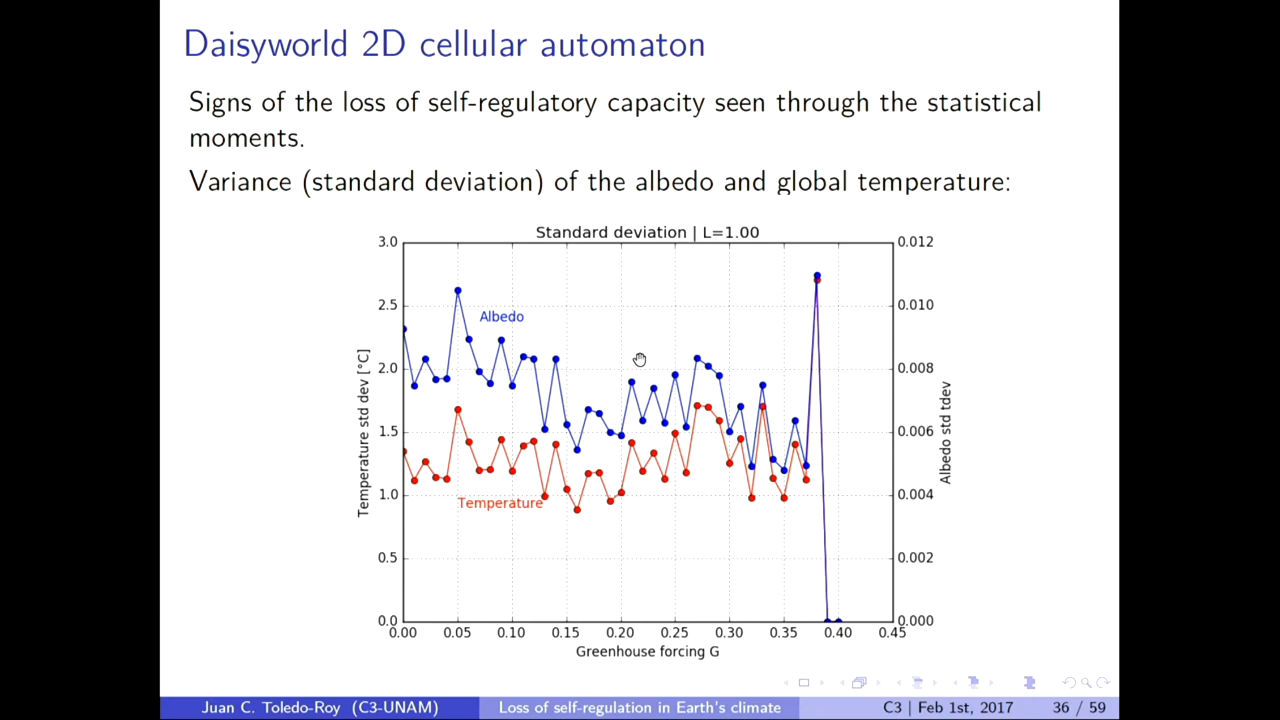 Daisyworld 2D cellular automaton
Signs of the loss of self-regulatory capacity seen through the statistical
moments.
Variance (standard deviation) of the albedo and global temperature:
Standard deviation | L=1.00
3.0
2.5
2.0
1.5
1.0
0.5
0.0
Temperature std dev [°C]
Albedo
Temperature
0.012
0.010
0.008
0.006
0.004
0.002
0.000
Albedo std tdev
0.00 0.05 0.10 0.15 0.20 0.25 0.30 0.35 0.40 0.45
Greenhouse forcing G
Juan C. Toledo-Roy (C3-UNAM) Loss of self-regulation in Earth's climate C3 | Feb 1st, 2017 36 / 59